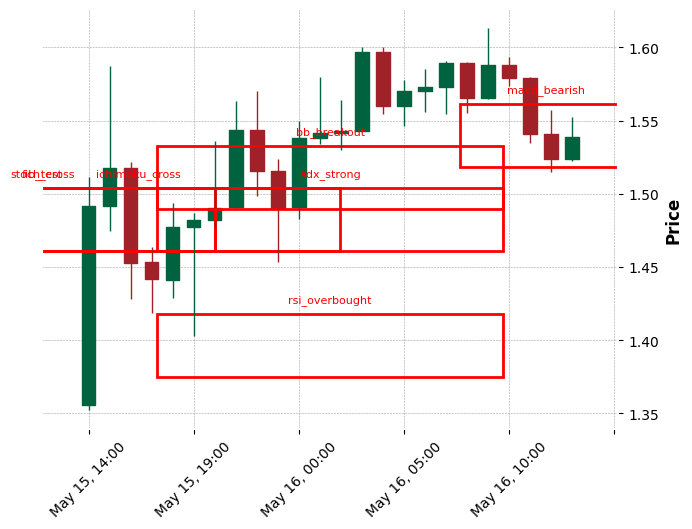 1.60
macd_bearish
1.55
bb_breakout
ichimoku_cross
adx_strong
1.50
Price
1.45
rsi_overbought
1.40
1.35
May 15, 14:00
May 15, 19:00
May 16, 00:00
May 16, 05:00
May 16, 10:00